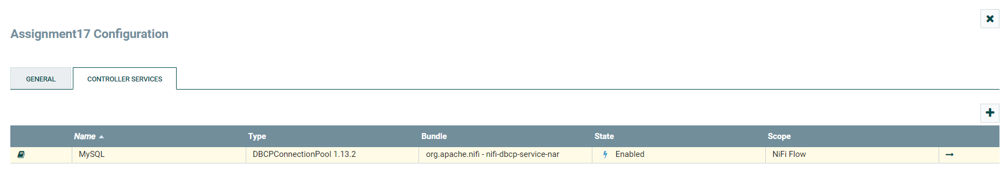 Assignment17 Configuration
GENERAL CONTROLLER SERVICES
Name Type Bundle State Scope
MySQL DBCPConnectionPool 1.13.2 org.apache.nifi - nifi-dbcp-service-nar Enabled NiFi Flow